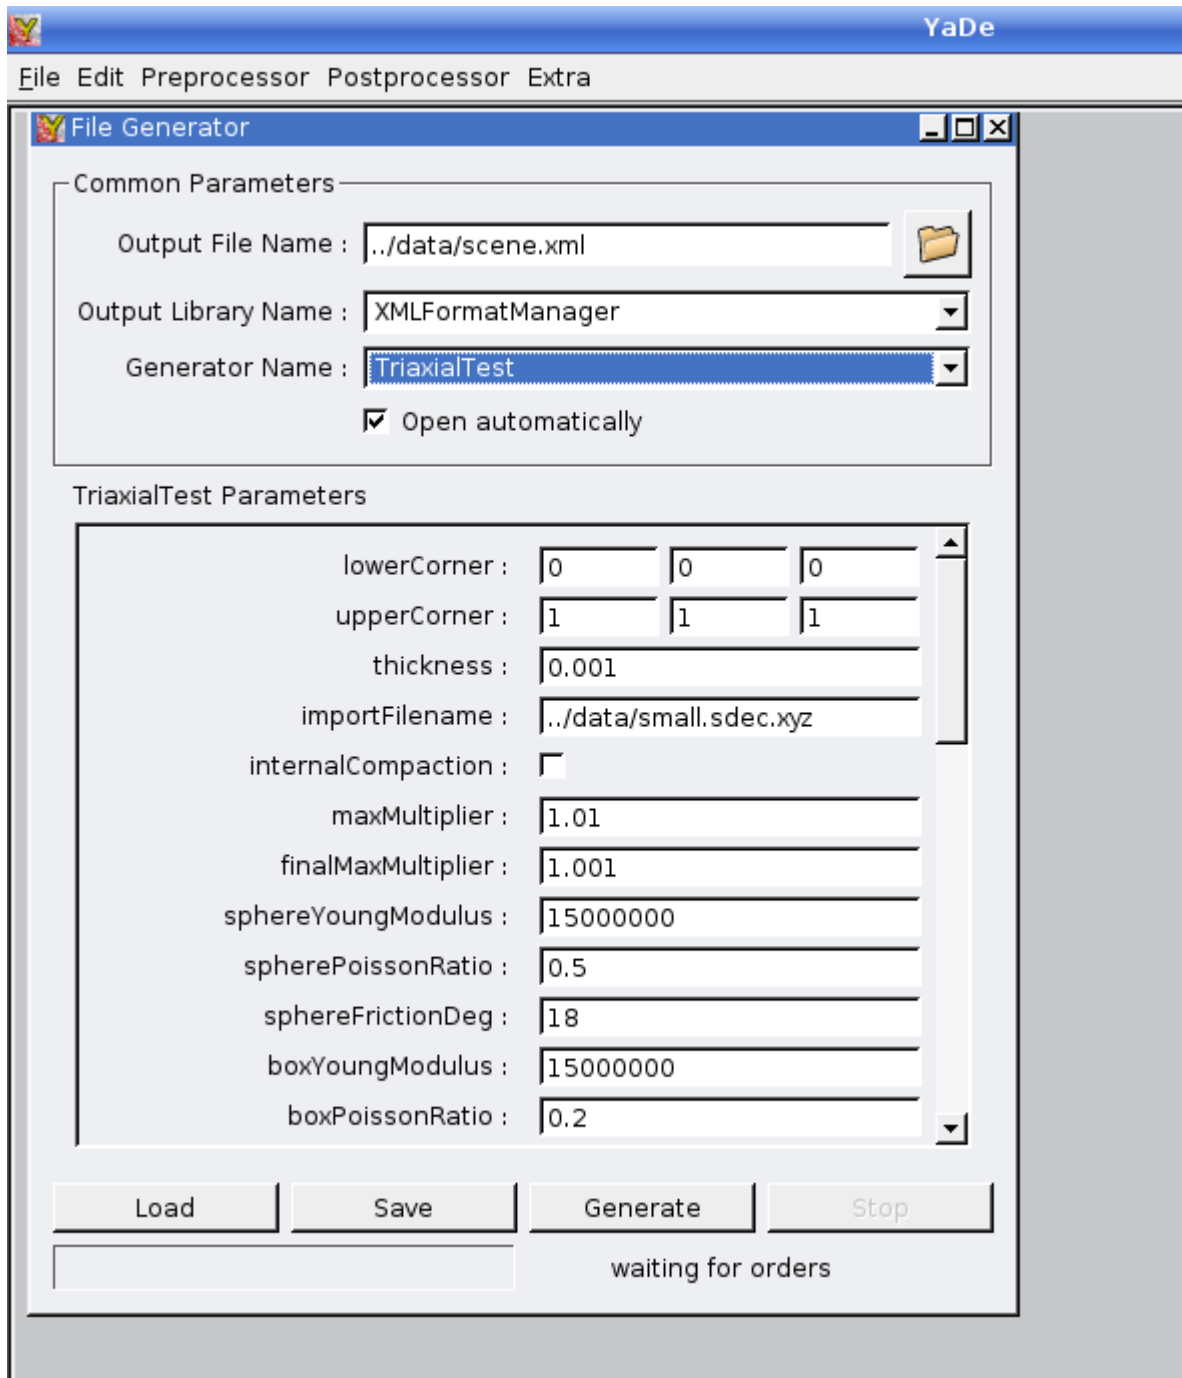 YaDe
File Edit Preprocessor Postprocessor Extra
File Generator
Common Parameters
Output File Name : ../data/scene.xml
Output Library Name : XMLFormatManager
Generator Name : TriaxialTest
Open automatically
TriaxialTest Parameters
lowerCorner : 0 0 0
upperCorner : 1 1 1
thickness : 0.001
importFilename : ../data/small.sdec.xyz
internalCompaction :
maxMultiplier : 1.01
finalMaxMultiplier : 1.001
sphereYoungModulus : 15000000
spherePoissonRatio : 0.5
sphereFrictionDeg : 18
boxYoungModulus : 15000000
boxPoissonRatio : 0.2
Load Save Generate Stop
waiting for orders